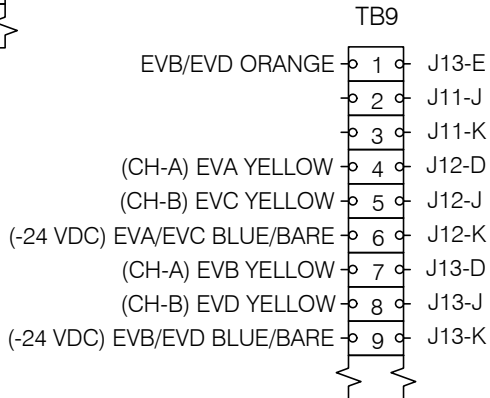 TB9
EVB/EVD ORANGE 1 J13-E
2 J11-J
3 J11-K
(CH-A) EVA YELLOW 4 J12-D
(CH-B) EVC YELLOW 5 J12-J
(-24 VDC) EVA/EVC BLUE/BARE 6 J12-K
(CH-A) EVB YELLOW 7 J13-D
(CH-B) EVD YELLOW 8 J13-J
(-24 VDC) EVB/EVD BLUE/BARE 9 J13-K